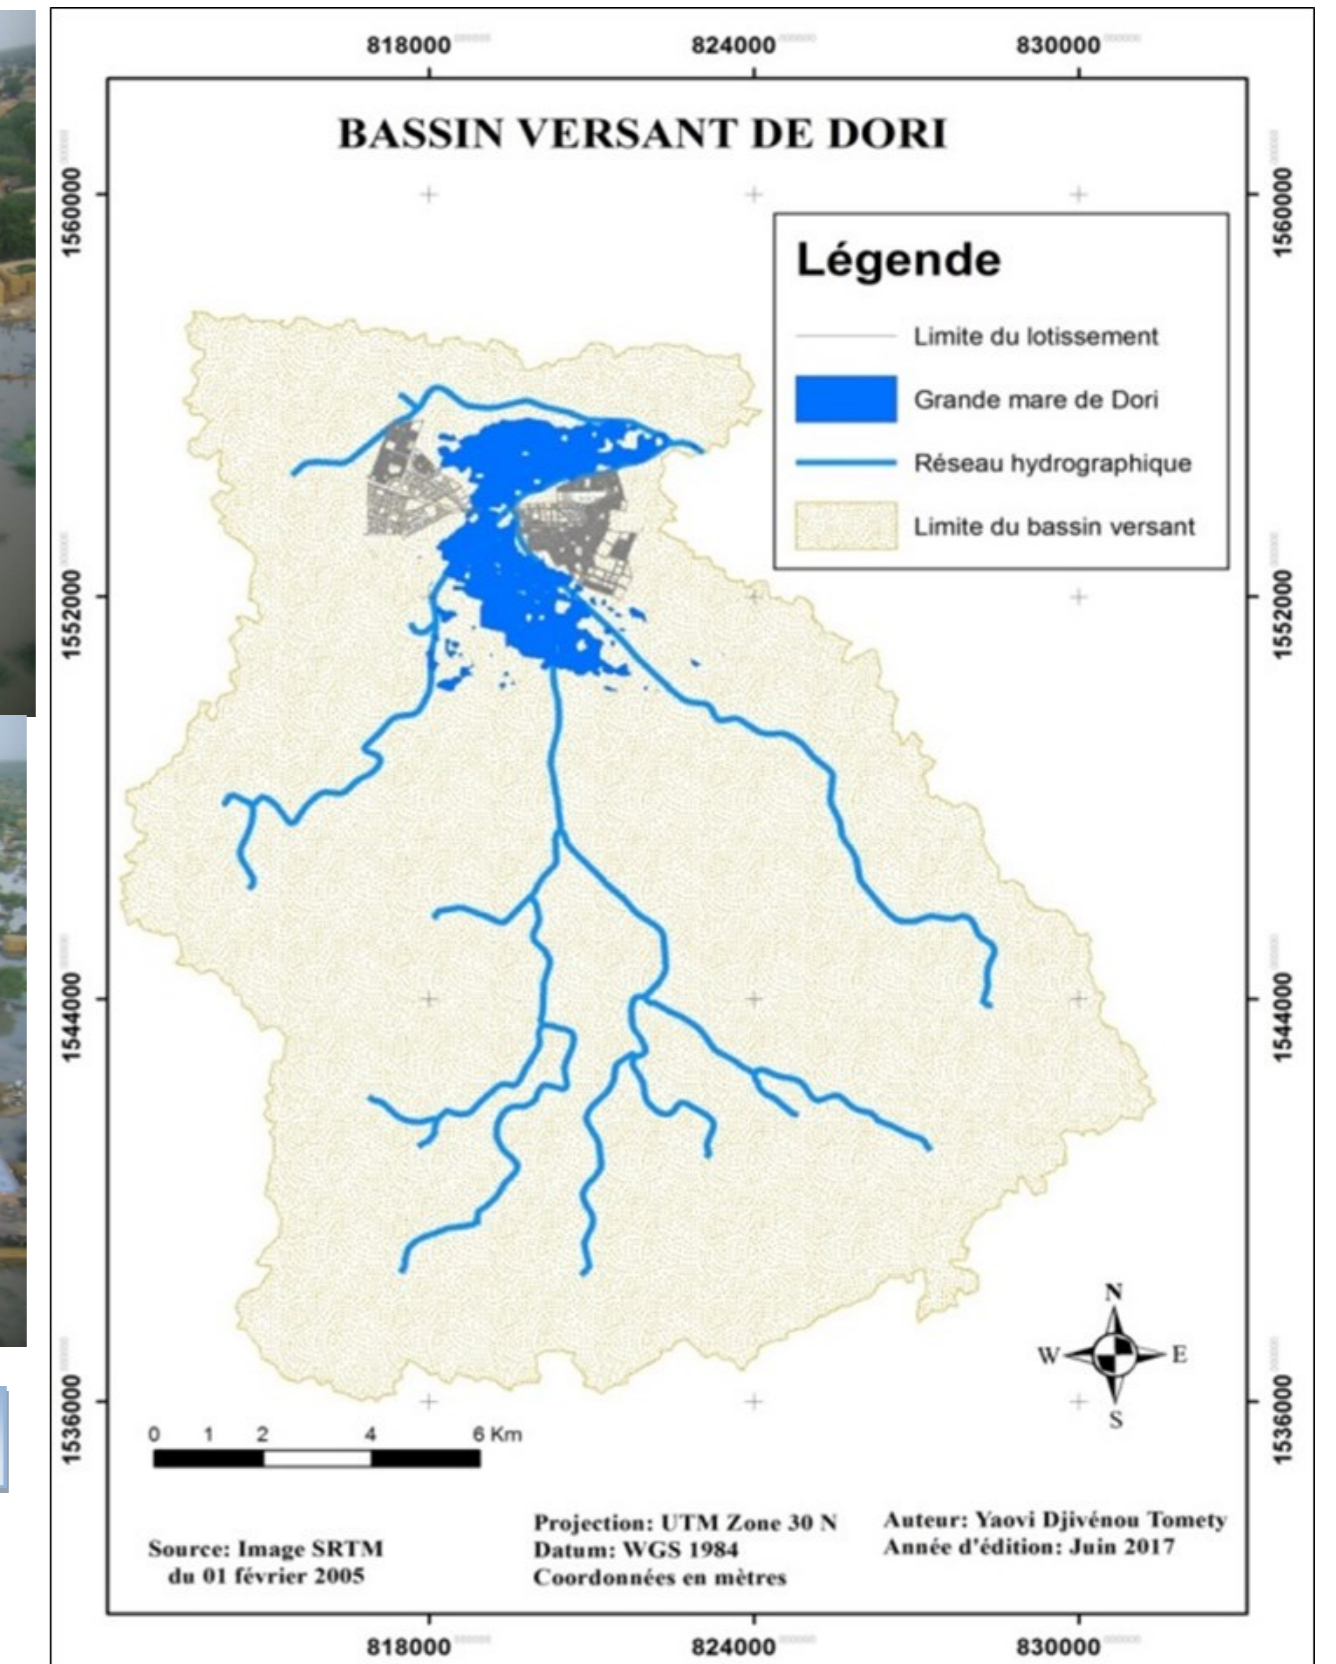 818000 824000 830000
BASSIN VERSANT DE DORI
1560000 1560000
Légende
Limite du lotissement
Grande mare de Dori
Réseau hydrographique
Limite du bassin versant
1552000 1552000
1544000 1544000
N
W E
S
1536000 1536000
0 1 2 4 6 Km
Source: Image SRTM
du 01 février 2005
Projection: UTM Zone 30 N
Datum: WGS 1984
Coordonnées en mètres
Auteur: Yaovi Djivénou Tomety
Année d'édition: Juin 2017
818000 824000 830000